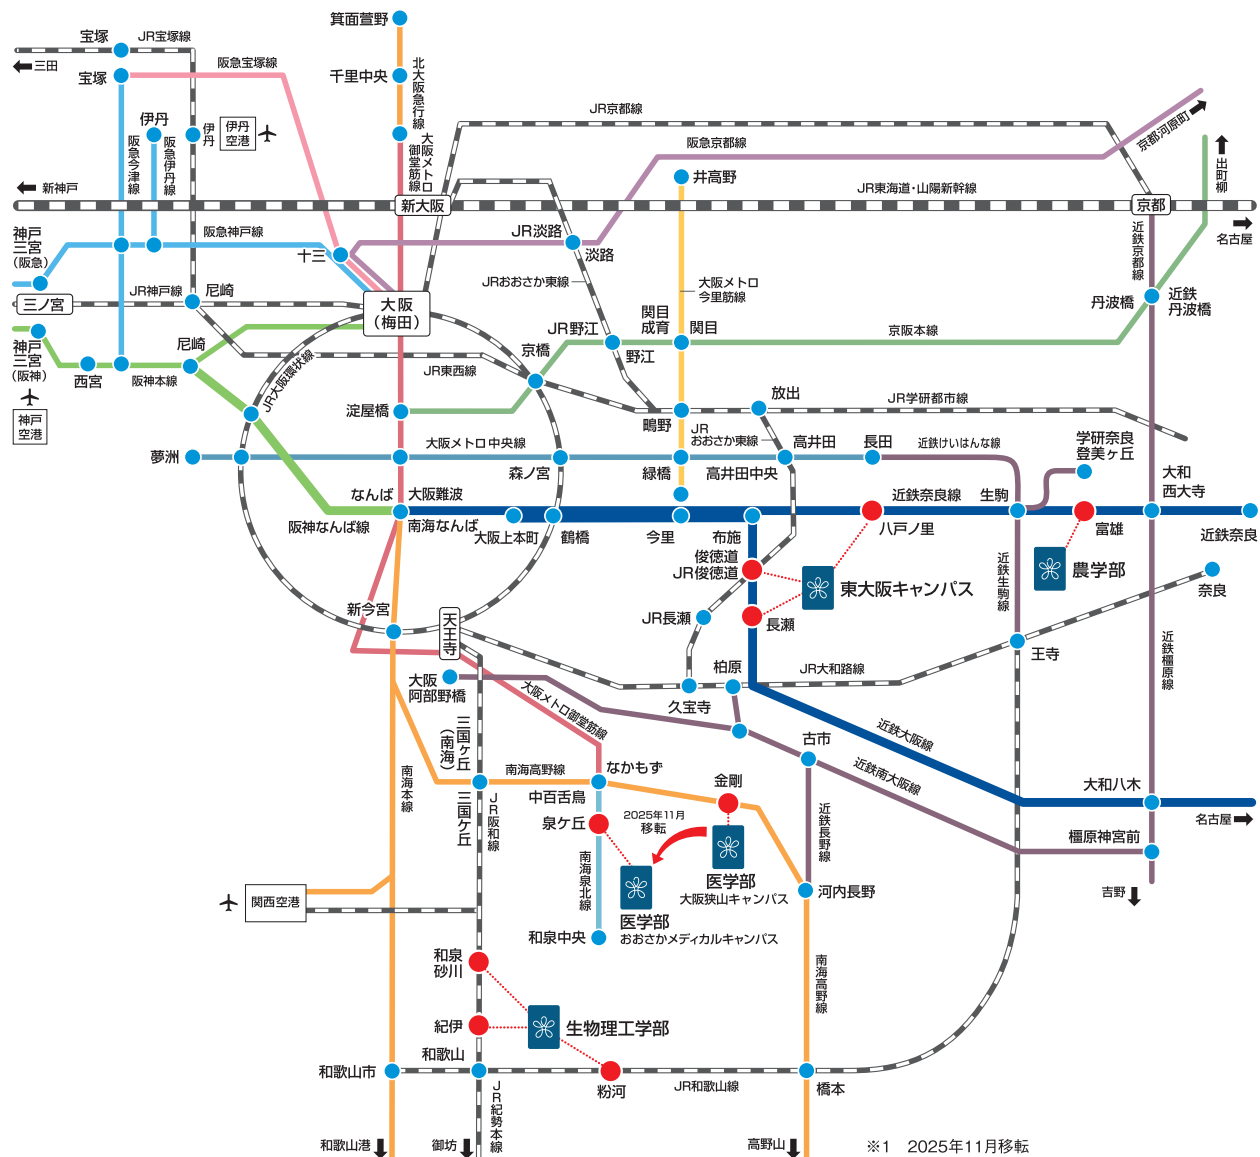 箕面萱野
宝塚
JR宝塚線
三田
宝塚
阪急宝塚線
千里中央
北大阪急行線
伊丹
伊丹
伊丹
空港
阪急今津線
阪急伊丹線
大阪メトロ
御堂筋線
JR京都線
阪急京都線
京都河原町
出町柳
井高野
新神戸
新大阪
JR東海道・山陽新幹線
京都
名古屋
神戸
三宮
(阪急)
阪急神戸線
十三
JR淡路
淡路
近鉄京都線
JRおおさか東線
大阪メトロ
今里筋線
三ノ宮
JR神戸線
尼崎
大阪
(梅田)
丹波橋
近鉄
丹波橋
関目
成育
関目
京阪本線
神戸
三宮
(阪神)
尼崎
西宮
阪神本線
JR大阪環状線
JR東西線
京橋
JR野江
野江
神戸
空港
淀屋橋
鴫野
放出
JR学研都市線
JR
おおさか東線
夢洲
大阪メトロ中央線
森ノ宮
緑橋
高井田
高井田中央
長田
近鉄けいはんな線
学研奈良
登美ヶ丘
なんば
大阪難波
阪神なんば線
南海なんば
大阪上本町
鶴橋
今里
布施
近鉄奈良線
八戸ノ里
生駒
富雄
大和
西大寺
近鉄奈良
俊徳道
JR俊徳道
東大阪キャンパス
近鉄生駒線
農学部
奈良
新今宮
天王寺
JR長瀬
長瀬
王寺
近鉄橿原線
大阪
阿部野橋
大阪メトロ御堂筋線
久宝寺
柏原
JR大和路線
三国ヶ丘
(南海)
古市
近鉄大阪線
近鉄南大阪線
南海本線
南海高野線
なかもず
中百舌鳥
金剛
大和八木
名古屋
三国ケ丘
JR阪和線
泉ケ丘
2025年11月
移転
近鉄長野線
橿原神宮前
南海泉北線
医学部
大阪狭山キャンパス
河内長野
吉野
関西空港
医学部
おおさかメディカルキャンパス
和泉中央
和泉
砂川
南海高野線
紀伊
生物理工学部
和歌山市
和歌山
粉河
JR和歌山線
橋本
JR紀勢本線
和歌山港
御坊
高野山
※1 2025年11月移転